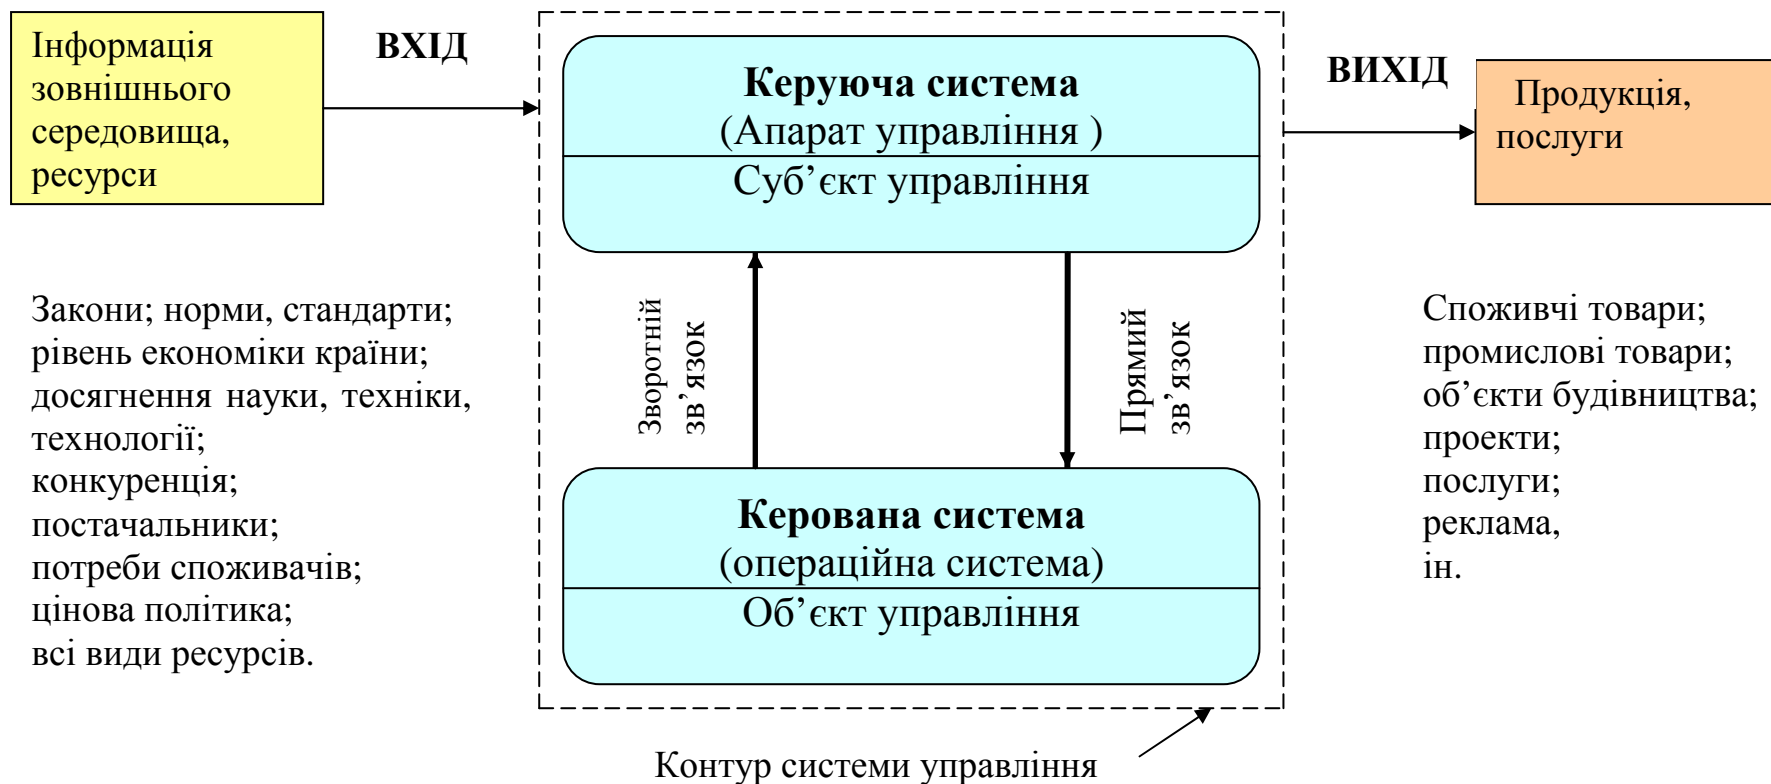 Інформація
зовнішнього
середовища,
ресурси
ВХІД
Керуюча система
(Апарат управління )
Суб’єкт управління
ВИХІД
Продукція,
послуги
Закони; норми, стандарти;
рівень економіки країни;
досягнення науки, техніки,
технології;
конкуренція;
постачальники;
потреби споживачів;
цінова політика;
всі види ресурсів.
Зворотній
зв’язок
Прямий
зв’язок
Споживчі товари;
промислові товари;
об’єкти будівництва;
проекти;
послуги;
реклама,
ін.
Керована система
(операційна система)
Об’єкт управління
Контур системи управління